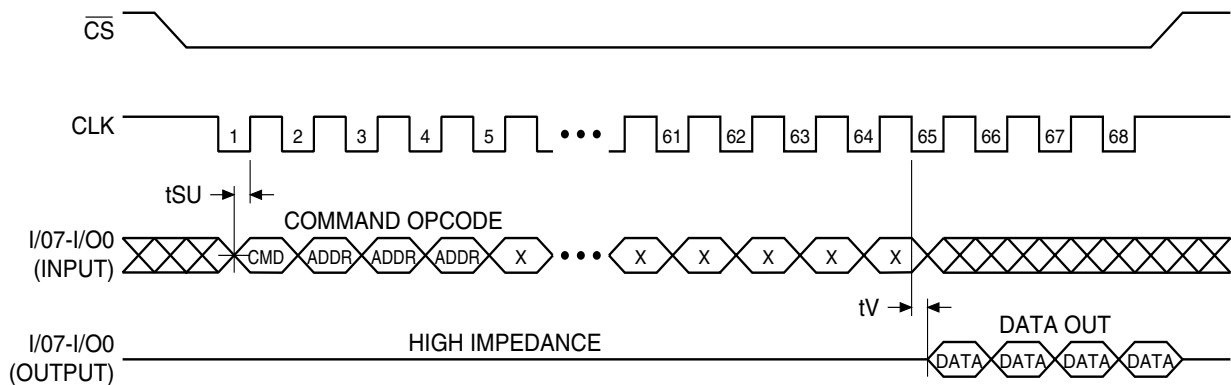 CS
CLK
1 2 3 4 5 ••• 61 62 63 64 65 66 67 68
tSU
COMMAND OPCODE
I/07-I/O0
(INPUT)
CMD ADDR ADDR ADDR X ••• X X X X X
tV
I/07-I/O0
(OUTPUT)
HIGH IMPEDANCE
DATA OUT
DATA DATA DATA DATA